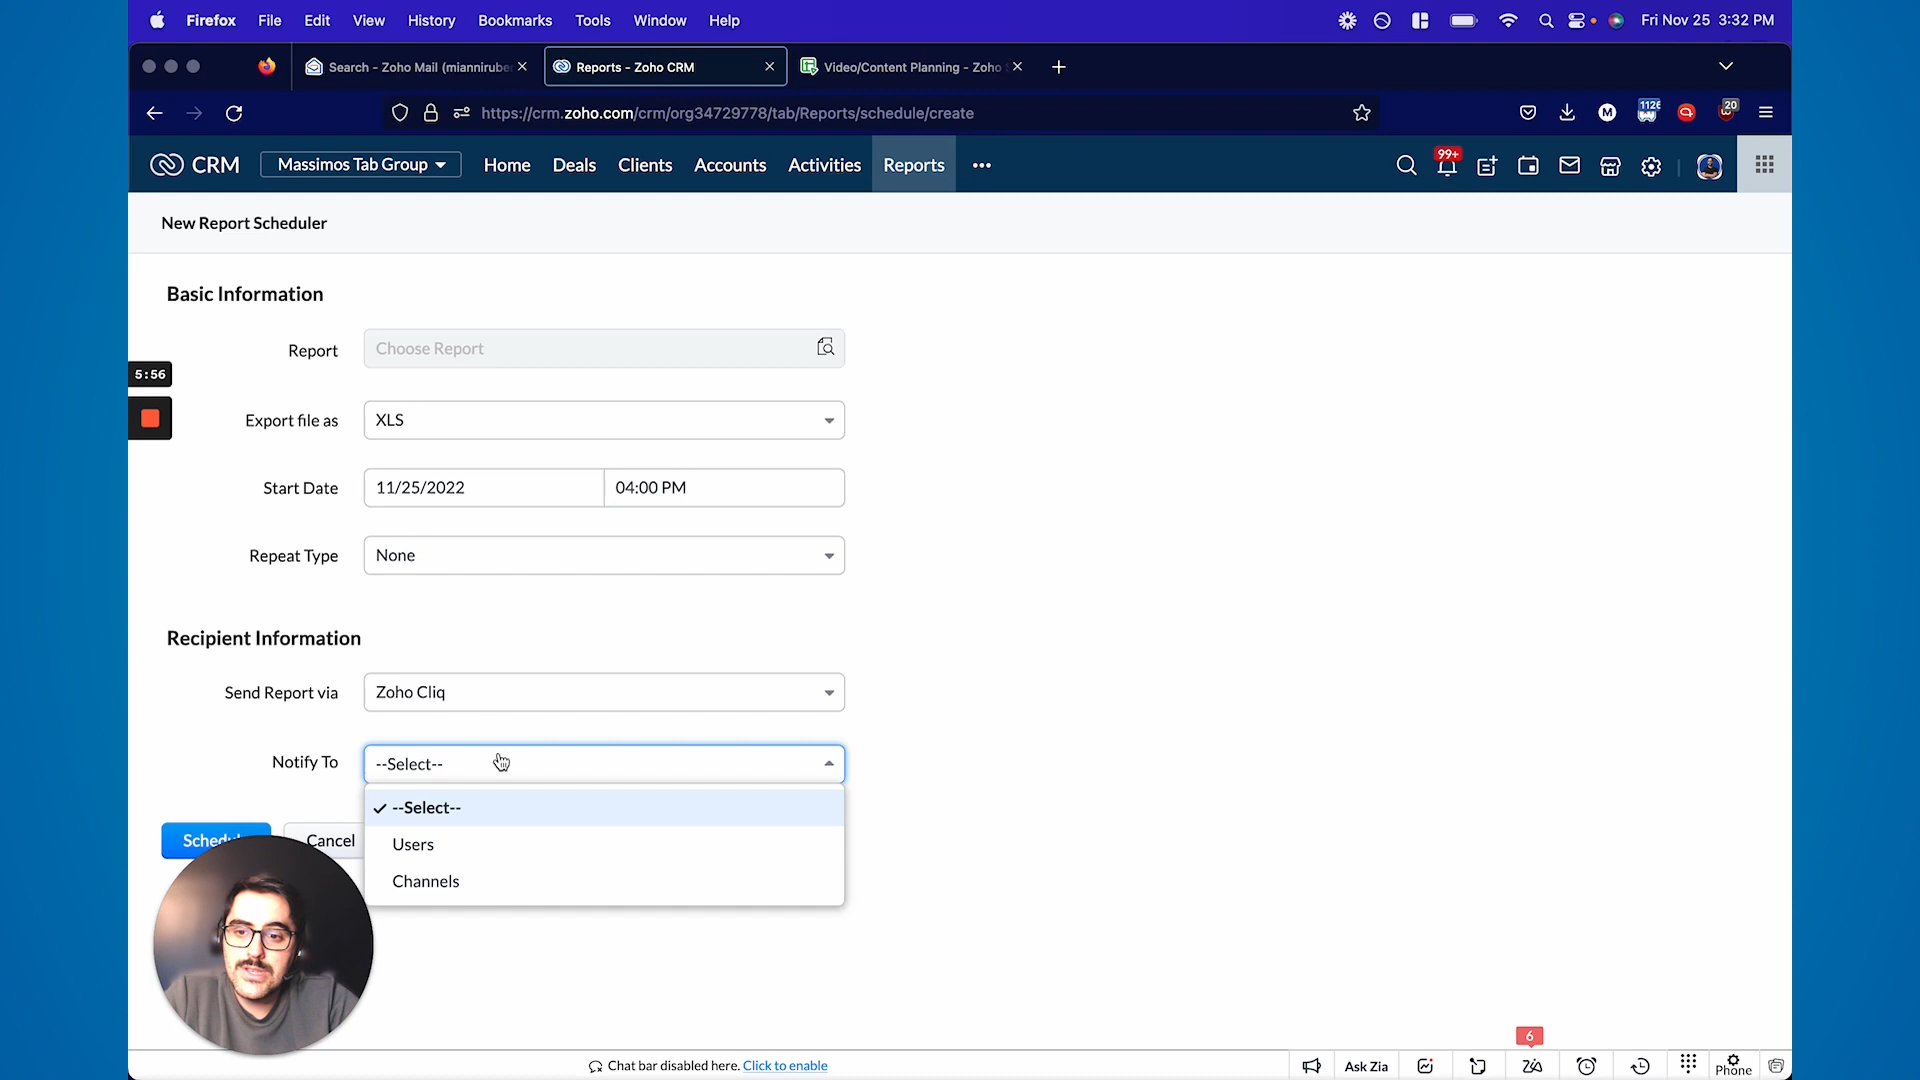 Firefox File Edit View History Bookmarks Tools Window Help
Fri Nov 25 3:32 PM
Search - Zoho Mail (mianniruber
Reports - Zoho CRM
Video/Content Planning - Zoho
https://crm.zoho.com/crm/org34729778/tab/Reports/schedule/create
20
CRM
Massimos Tab Group
Home Deals Clients Accounts Activities Reports
99+
New Report Scheduler
Basic Information
Report
Choose Report
5:56
Export file as
XLS
Start Date
11/25/2022
04:00 PM
Repeat Type
None
Recipient Information
Send Report via
Zoho Cliq
Notify To
--Select--
--Select--
Users
Channels
Cancel
6
Chat bar disabled here. Click to enable
Ask Zia
Phone